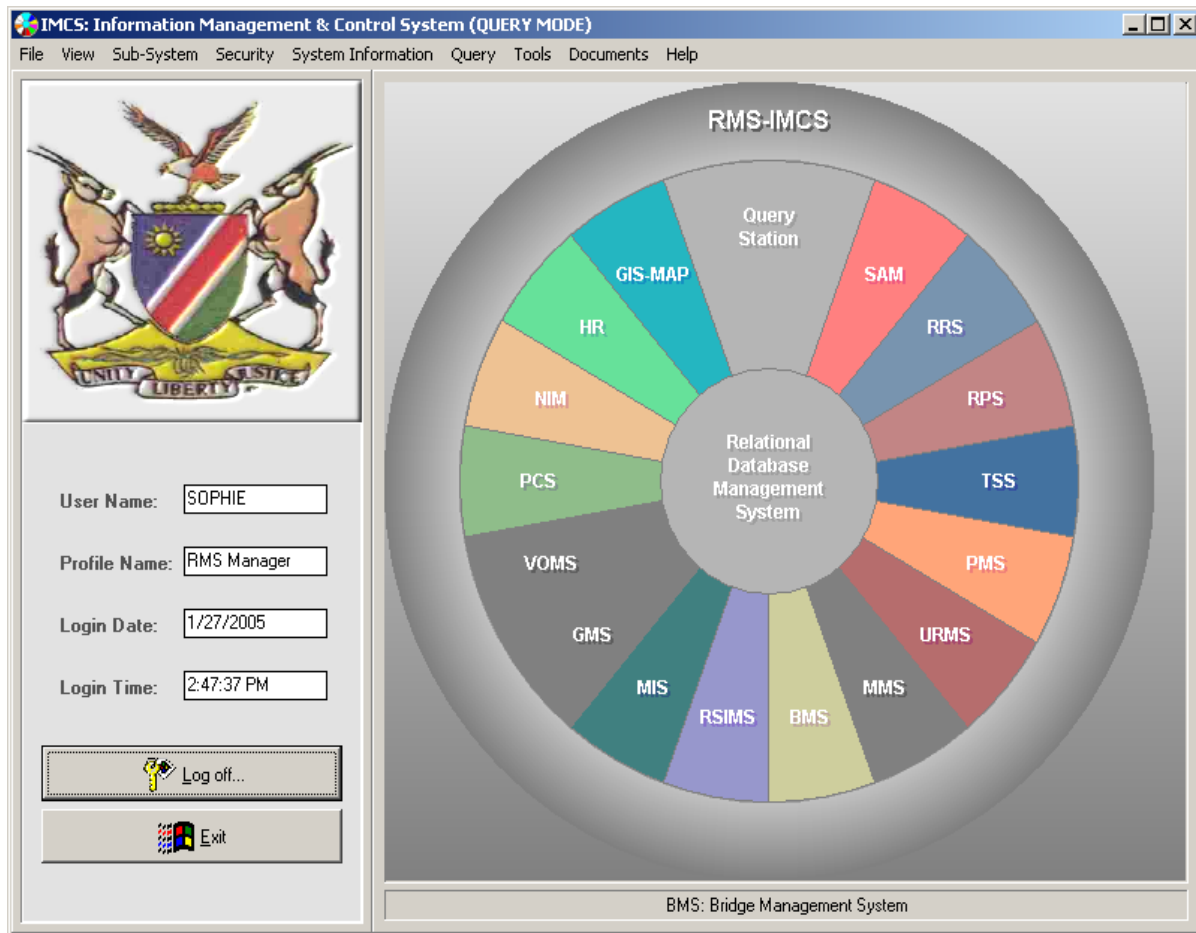 IMCS: Information Management & Control System (QUERY MODE)
File View Sub-System Security System Information Query Tools Documents Help
UNITY LIBERTY JUSTICE
User Name: SOPHIE
Profile Name: RMS Manager
Login Date: 1/27/2005
Login Time: 2:47:37 PM
Log off...
Exit
RMS-IMCS
Query
Station
SAM
RRS
RPS
TSS
PMS
URMS
MMS
BMS
RSIMS
MIS
GMS
VOMS
PCS
NIM
HR
GIS-MAP
Relational
Database
Management
System
BMS: Bridge Management System